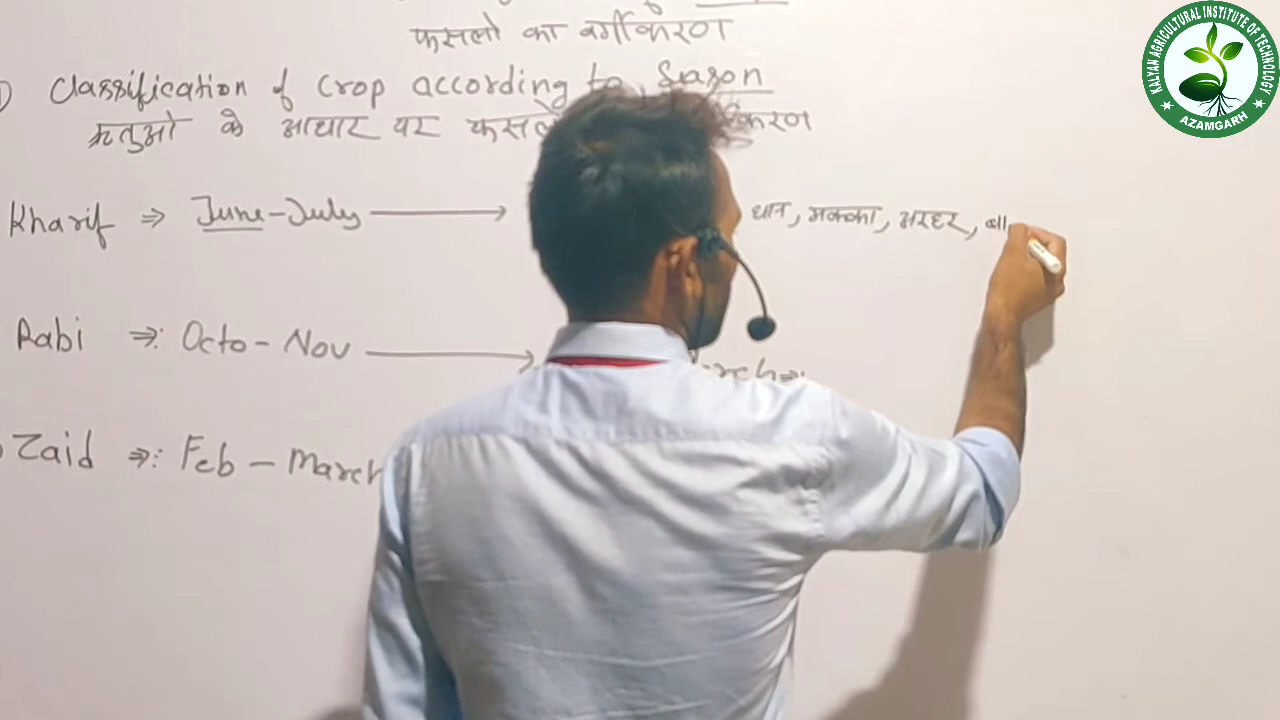 फसलो का वर्गीकरण
Classification of Crop according to Season
ऋतुओ के आधार पर
Kharif ⇒ June-July → धान, मक्का, अरहर, बा
Rabi ⇒: Octo-Nov →
Zaid ⇒: Feb - March
KALYAN AGRICULTURAL INSTITUTE OF TECHNOLOGY
AZAMGARH